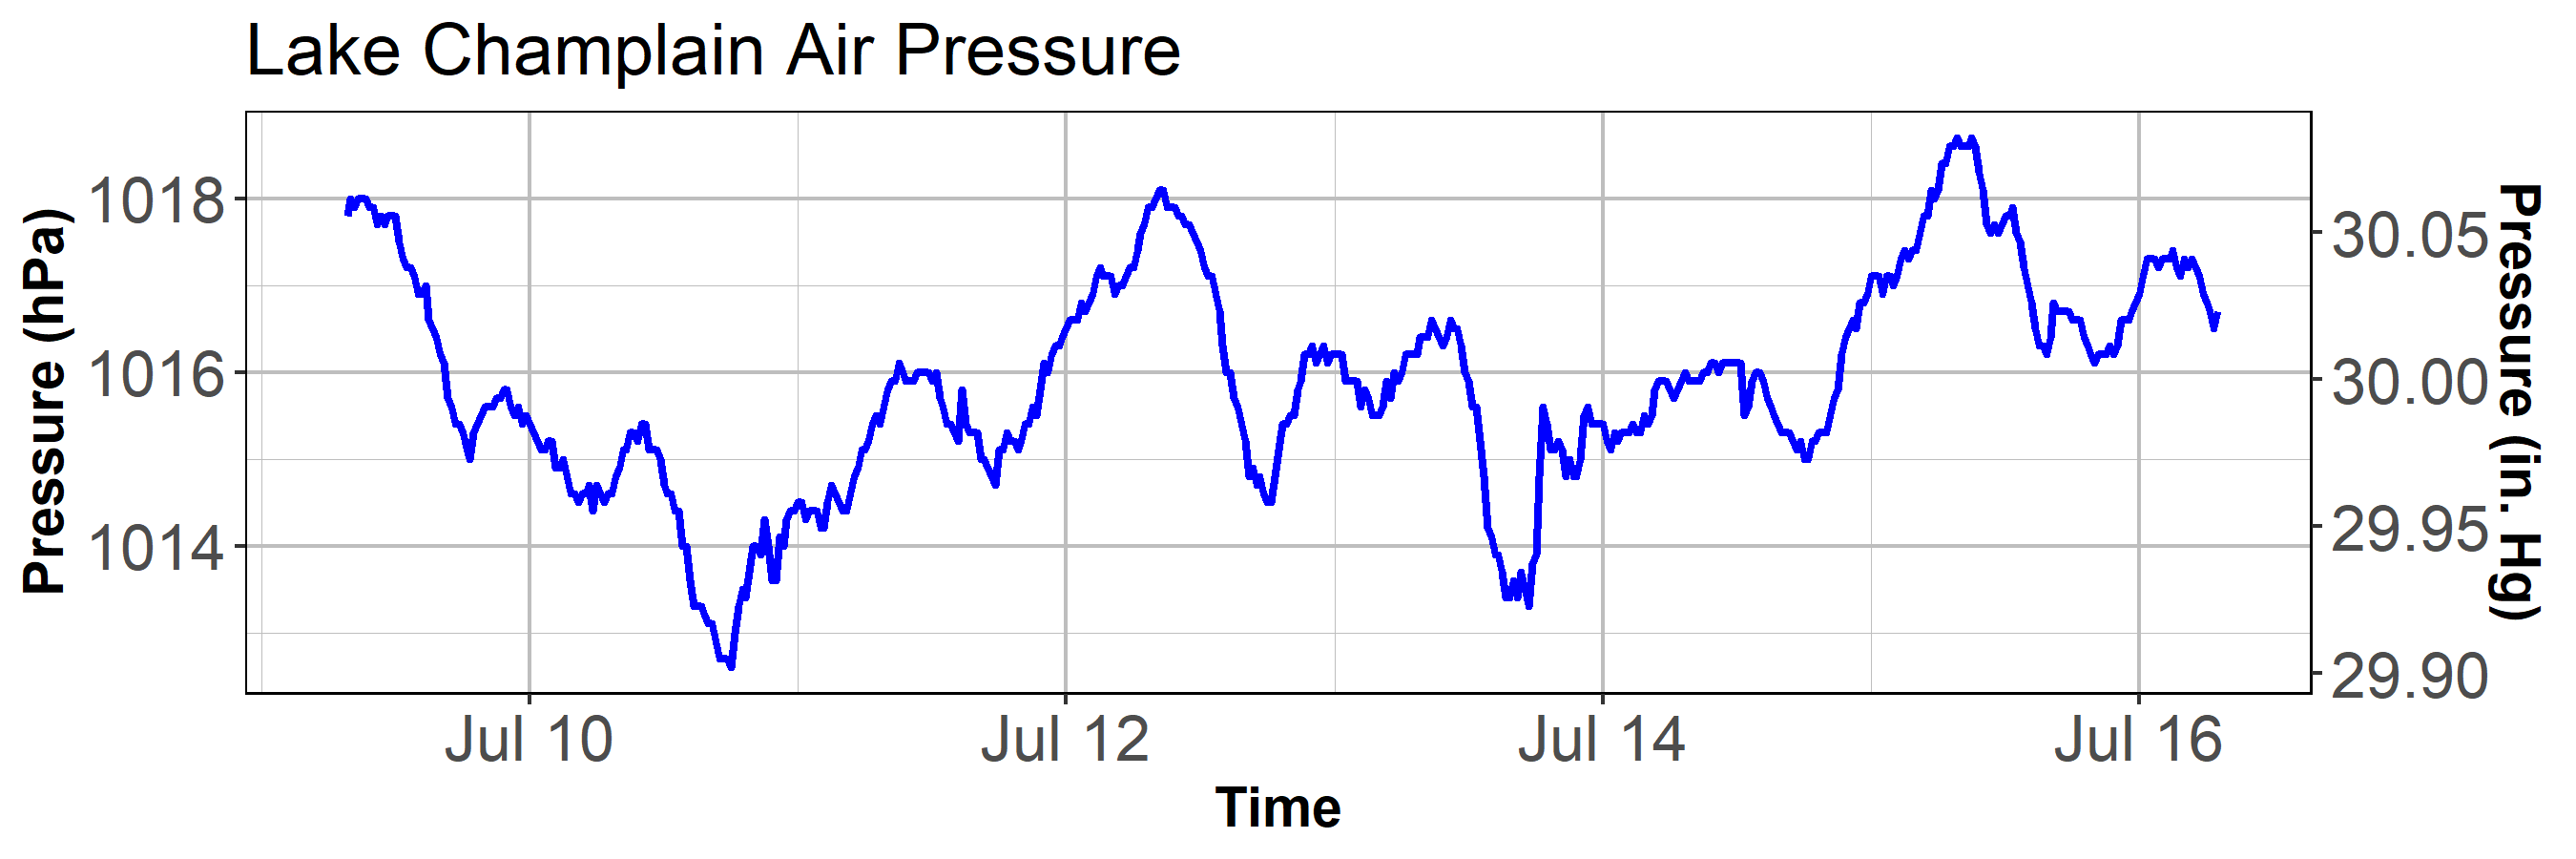 Lake Champlain Air Pressure
Pressure (hPa)
1018
1016
1014
30.05
30.00
29.95
29.90
Pressure (in. Hg)
Jul 10
Jul 12
Jul 14
Jul 16
Time